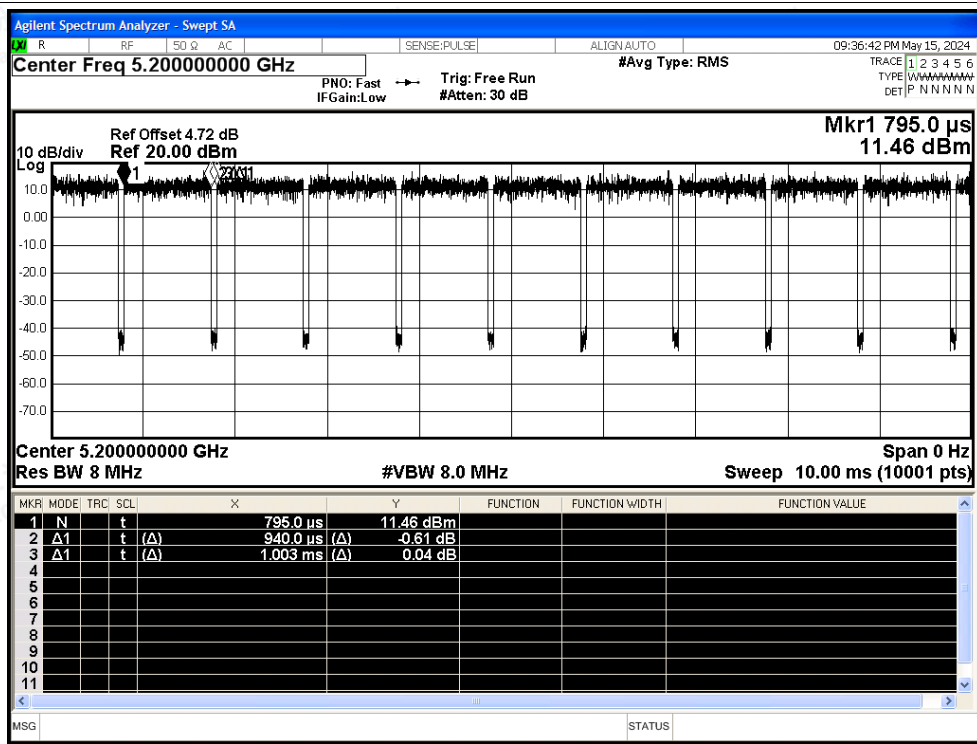 Agilent Spectrum Analyzer - Swept SA
LXI R RF 50 Ω AC SENSE:PULSE ALIGN AUTO 09:36:42 PM May 15, 2024
Center Freq 5.200000000 GHz #Avg Type: RMS TRACE 1 2 3 4 5 6
PNO: Fast Trig: Free Run TYPE
IFGain:Low #Atten: 30 dB DET P N N N N N
Mkr1 795.0 µs
11.46 dBm
Ref Offset 4.72 dB
10 dB/div Ref 20.00 dBm
Log
1
10.0
0.00
-10.0
-20.0
-30.0
-40.0
-50.0
-60.0
-70.0
Center 5.200000000 GHz Span 0 Hz
Res BW 8 MHz #VBW 8.0 MHz Sweep 10.00 ms (10001 pts)
MKR MODE TRC SCL X Y FUNCTION FUNCTION WIDTH FUNCTION VALUE
1 N t 795.0 µs 11.46 dBm
2 Δ1 t (Δ) 940.0 µs (Δ) -0.61 dB
3 Δ1 t (Δ) 1.003 ms (Δ) 0.04 dB
4
5
6
7
8
9
10
11
MSG STATUS